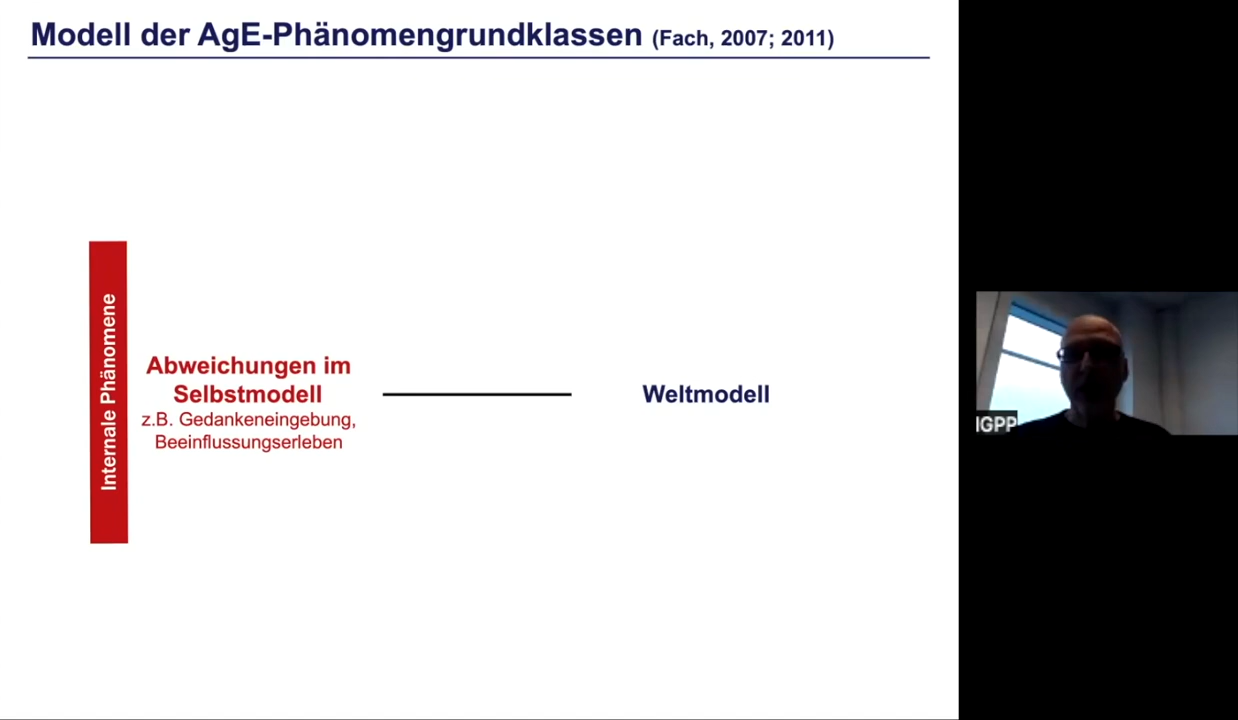 Modell der AgE-Phänomengrundklassen (Fach, 2007; 2011)
Internale Phänomene
Abweichungen im
Selbstmodell
z.B. Gedankeneingebung,
Beeinflussungserleben
Weltmodell
IGPP